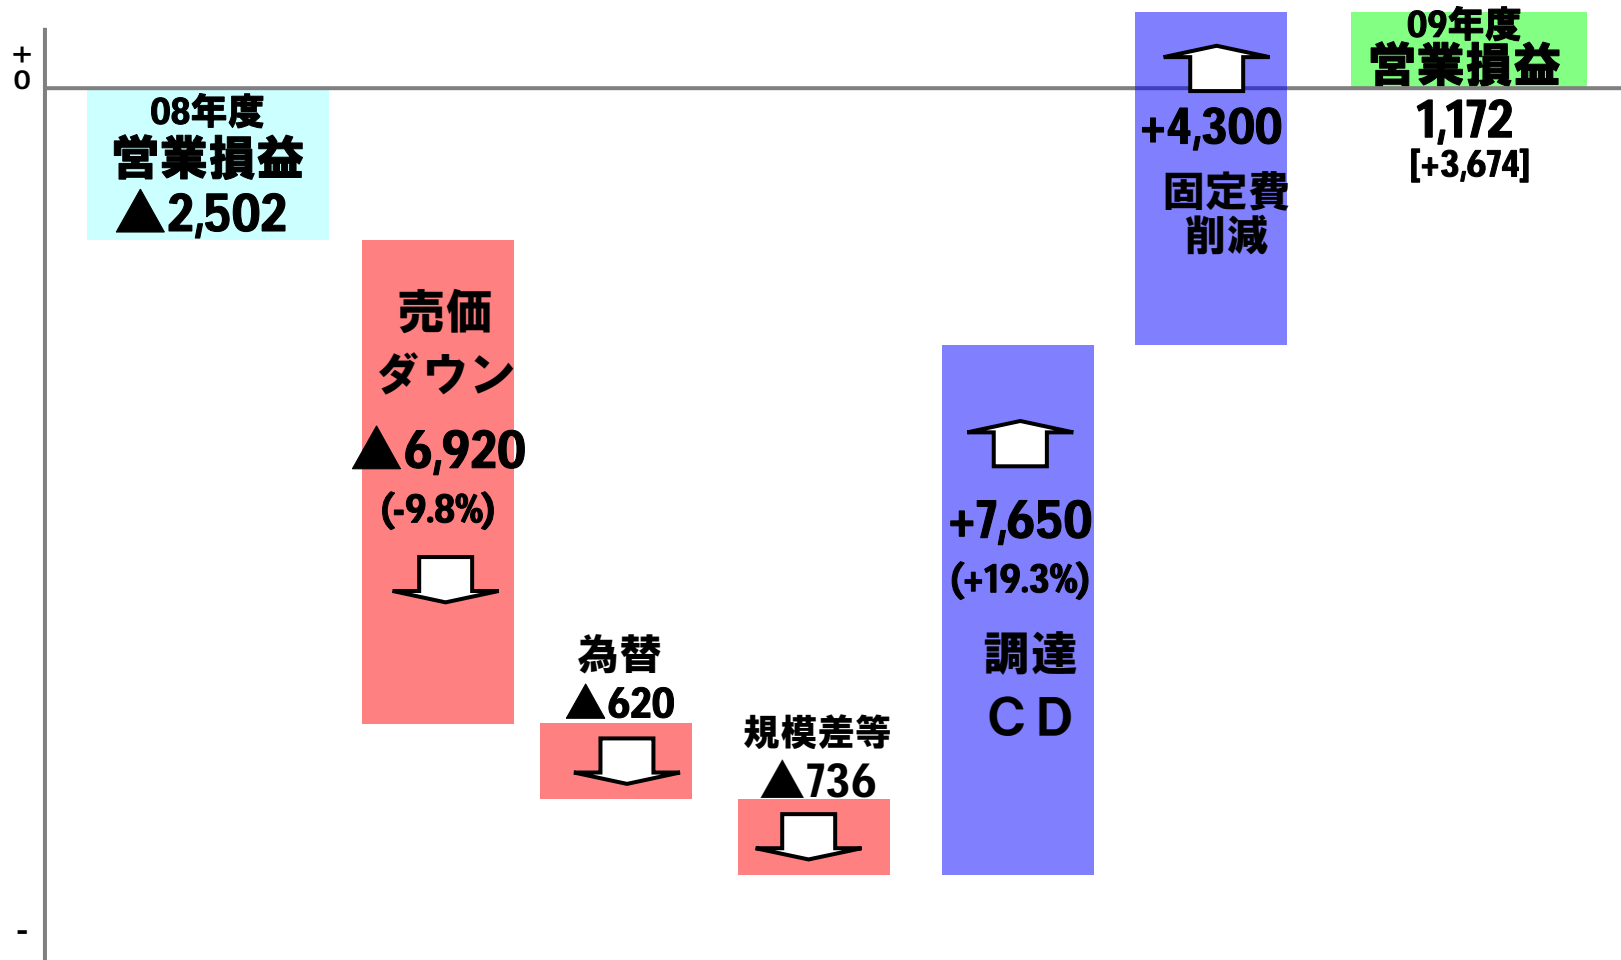 +
0
08年度
営業損益
▲2,502
売価
ダウン
▲6,920
(-9.8%)
為替
▲620
規模差等
▲736
+7,650
(+19.3%)
調達
ＣＤ
+4,300
固定費
削減
09年度
営業損益
1,172
[+3,674]
-